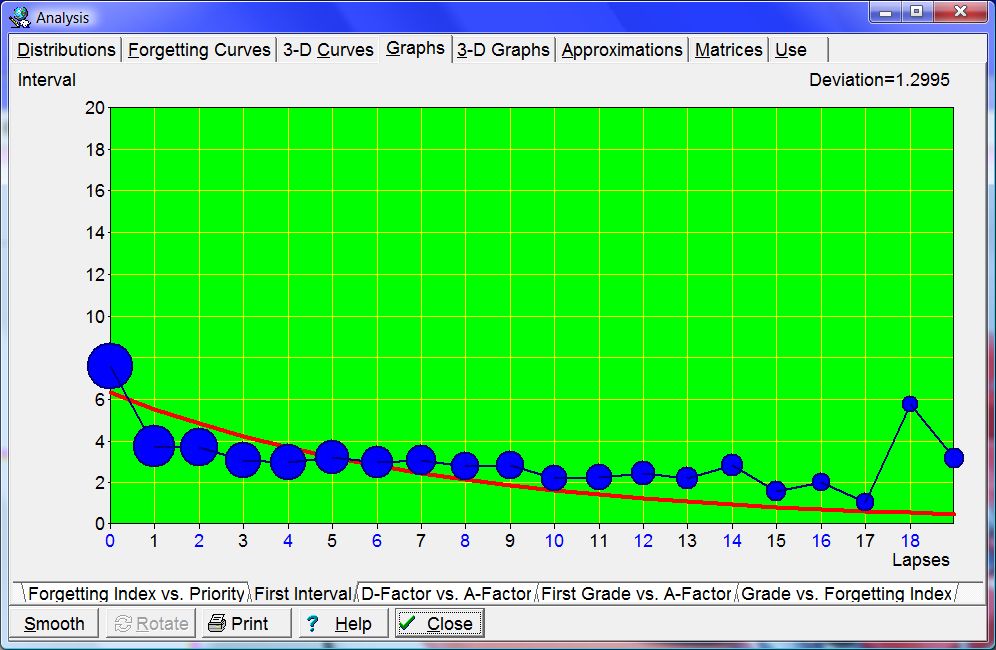 Analysis
Distributions Forgetting Curves 3-D Curves Graphs 3-D Graphs Approximations Matrices Use
Interval Deviation=1.2995
20
18
16
14
12
10
6
4
2
0
0 1 2 3 4 5 6 7 8 9 10 11 12 13 14 15 16 17 18
Lapses
Forgetting Index vs. Priority First Interval D-Factor vs. A-Factor First Grade vs. A-Factor Grade vs. Forgetting Index
Smooth Rotate Print ? Help Close